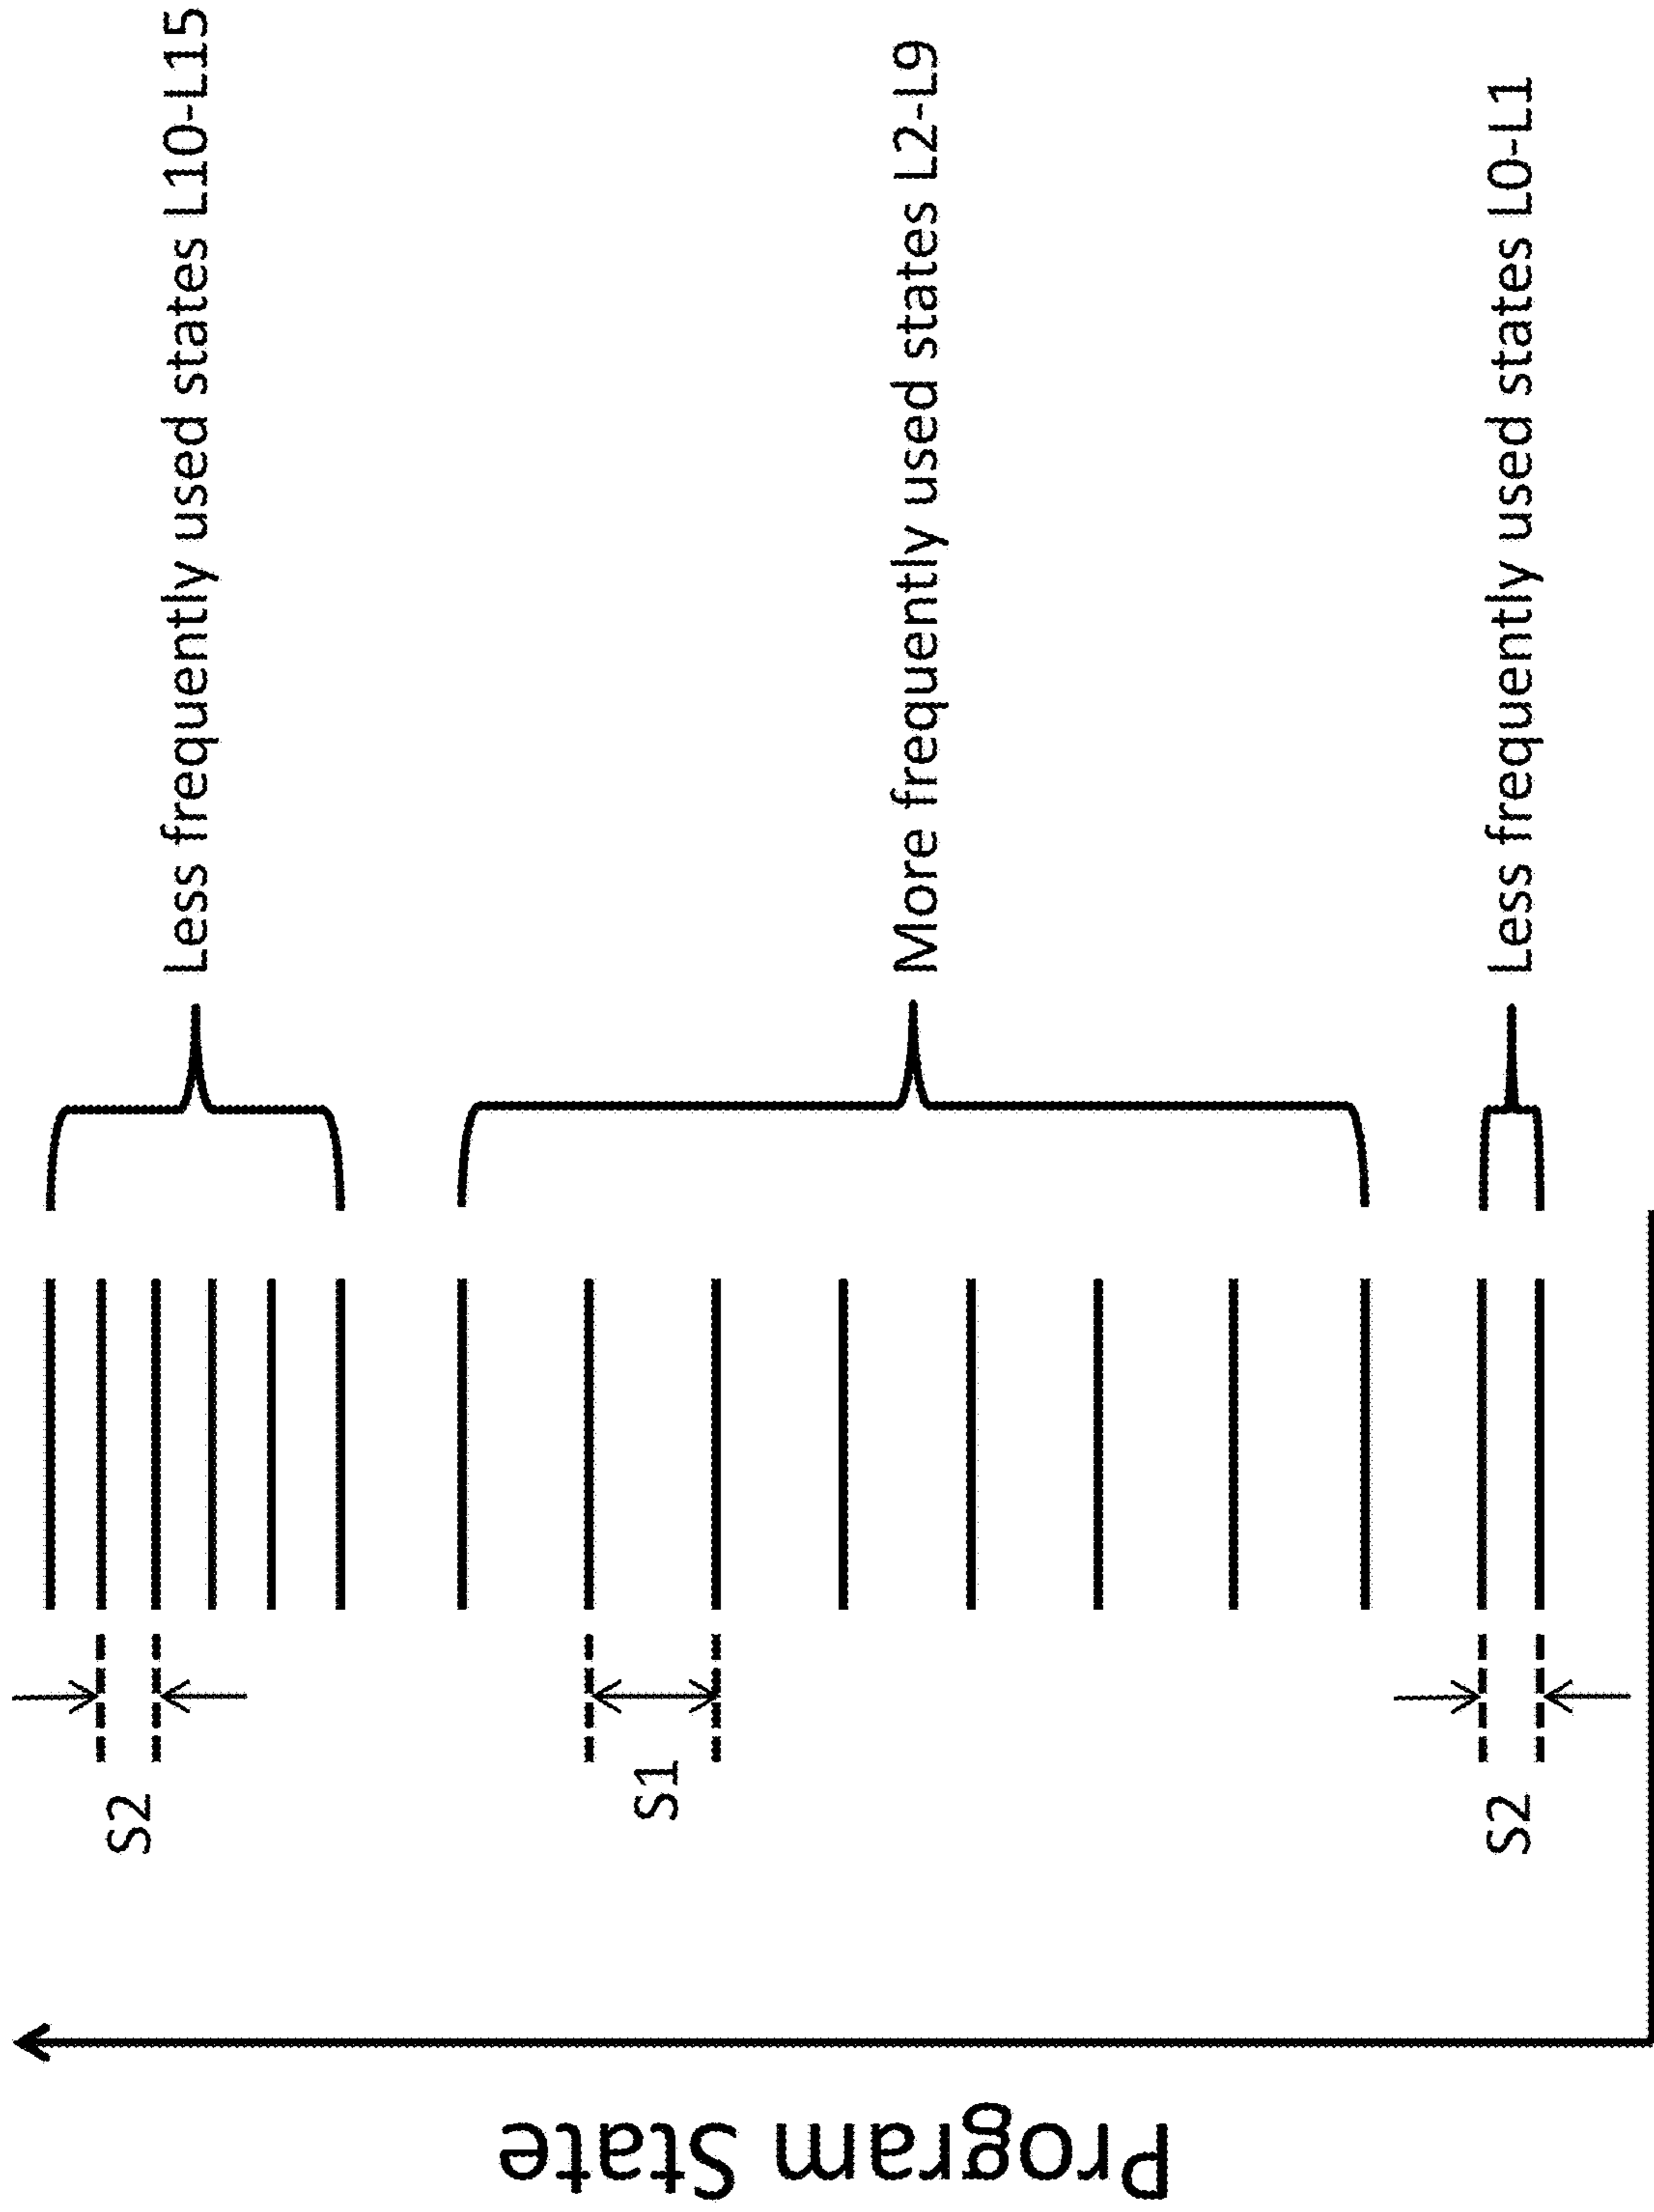 Less frequently used states L10-L15
S2
More frequently used states L2-L9
S1
Less frequently used states L0-L1
S2
Program State